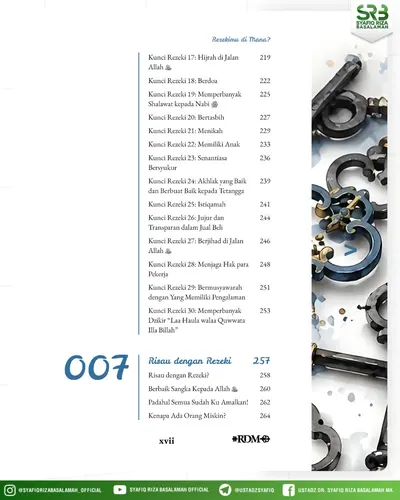 SRB
SYAFIQ RIZA
BASALAMAH
Rezekimu di Mana?
Kunci Rezeki 17: Hijrah di Jalan 219
Allah ﷻ
Kunci Rezeki 18: Berdoa 222
Kunci Rezeki 19: Memperbanyak 225
Shalawat kepada Nabi ﷺ
Kunci Rezeki 20: Bertasbih 227
Kunci Rezeki 21: Menikah 229
Kunci Rezeki 22: Memiliki Anak 233
Kunci Rezeki 23: Senantiasa 236
Bersyukur
Kunci Rezeki 24: Akhlak yang Baik 239
dan Berbuat Baik kepada Tetangga
Kunci Rezeki 25: Istiqamah 241
Kunci Rezeki 26: Jujur dan 244
Transparan dalam Jual Beli
Kunci Rezeki 27: Berjihad di Jalan 246
Allah ﷻ
Kunci Rezeki 28: Menjaga Hak para 248
Pekerja
Kunci Rezeki 29: Bermusyawarah 251
dengan Yang Memiliki Pengalaman
Kunci Rezeki 30: Memperbanyak 253
Dzikir "Laa Haula walaa Quwwata
Illa Billah"
007 Risau dengan Rezeki 257
Risau dengan Rezeki? 258
Berbaik Sangka Kepada Allah ﷻ 260
Padahal Semua Sudah Ku Amalkan! 262
Kenapa Ada Orang Miskin? 264
xvii RDM
@SYAFIQRIZABASALAMAH_OFFICIAL SYAFIQ RIZA BASALAMAH OFFICIAL @USTADZSYAFIQ USTADZ DR. SYAFIQ RIZA BASALAMAH MA.